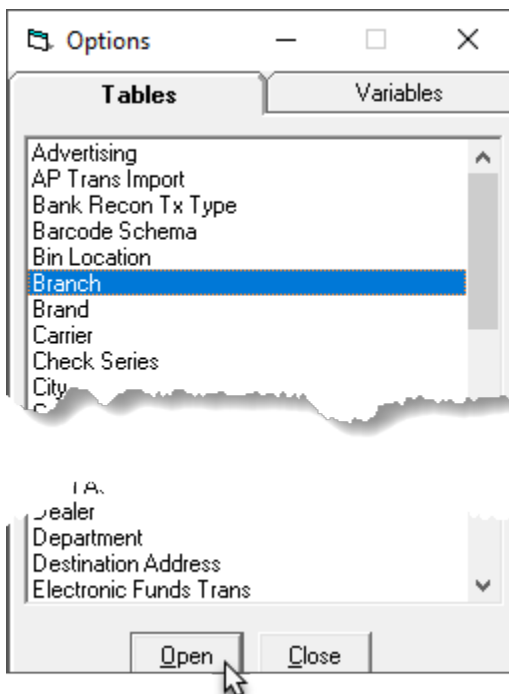 Options
Tables Variables
Advertising
AP Trans Import
Bank Recon Tx Type
Barcode Schema
Bin Location
Branch
Brand
Carrier
Check Series
City
Dealer
Department
Destination Address
Electronic Funds Trans
Open Close